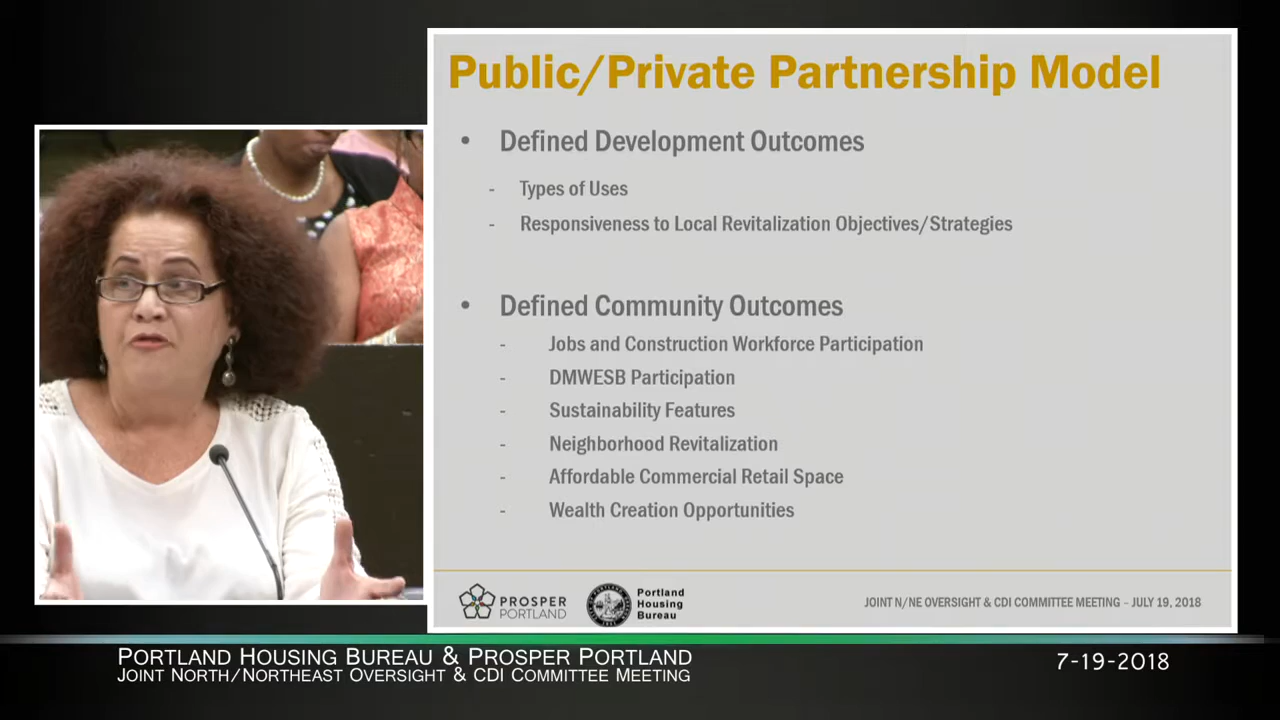 Public/Private Partnership Model
• Defined Development Outcomes
- Types of Uses
- Responsiveness to Local Revitalization Objectives/Strategies
• Defined Community Outcomes
- Jobs and Construction Workforce Participation
- DMWESB Participation
- Sustainability Features
- Neighborhood Revitalization
- Affordable Commercial Retail Space
- Wealth Creation Opportunities
PROSPER
PORTLAND
Portland
Housing
Bureau
JOINT N/NE OVERSIGHT & CDI COMMITTEE MEETING – JULY 19, 2018
PORTLAND HOUSING BUREAU & PROSPER PORTLAND
JOINT NORTH/NORTHEAST OVERSIGHT & CDI COMMITTEE MEETING
7-19-2018